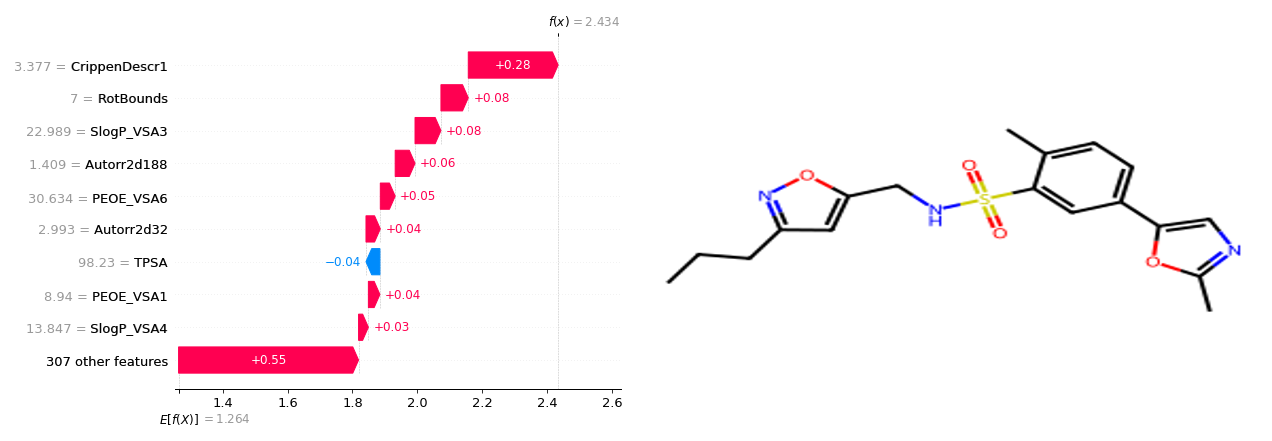 f(x) = 2.434
3.377 = CrippenDescr1
+0.28
7 = RotBounds
+0.08
22.989 = SlogP_VSA3
+0.08
1.409 = Autorr2d188
+0.06
30.634 = PEOE_VSA6
+0.05
2.993 = Autorr2d32
+0.04
98.23 = TPSA
−0.04
8.94 = PEOE_VSA1
+0.04
13.847 = SlogP_VSA4
+0.03
307 other features
+0.55
1.4 1.6 1.8 2.0 2.2 2.4 2.6
E[f(X)] = 1.264
O
N
N
H
O
S
O
O
N